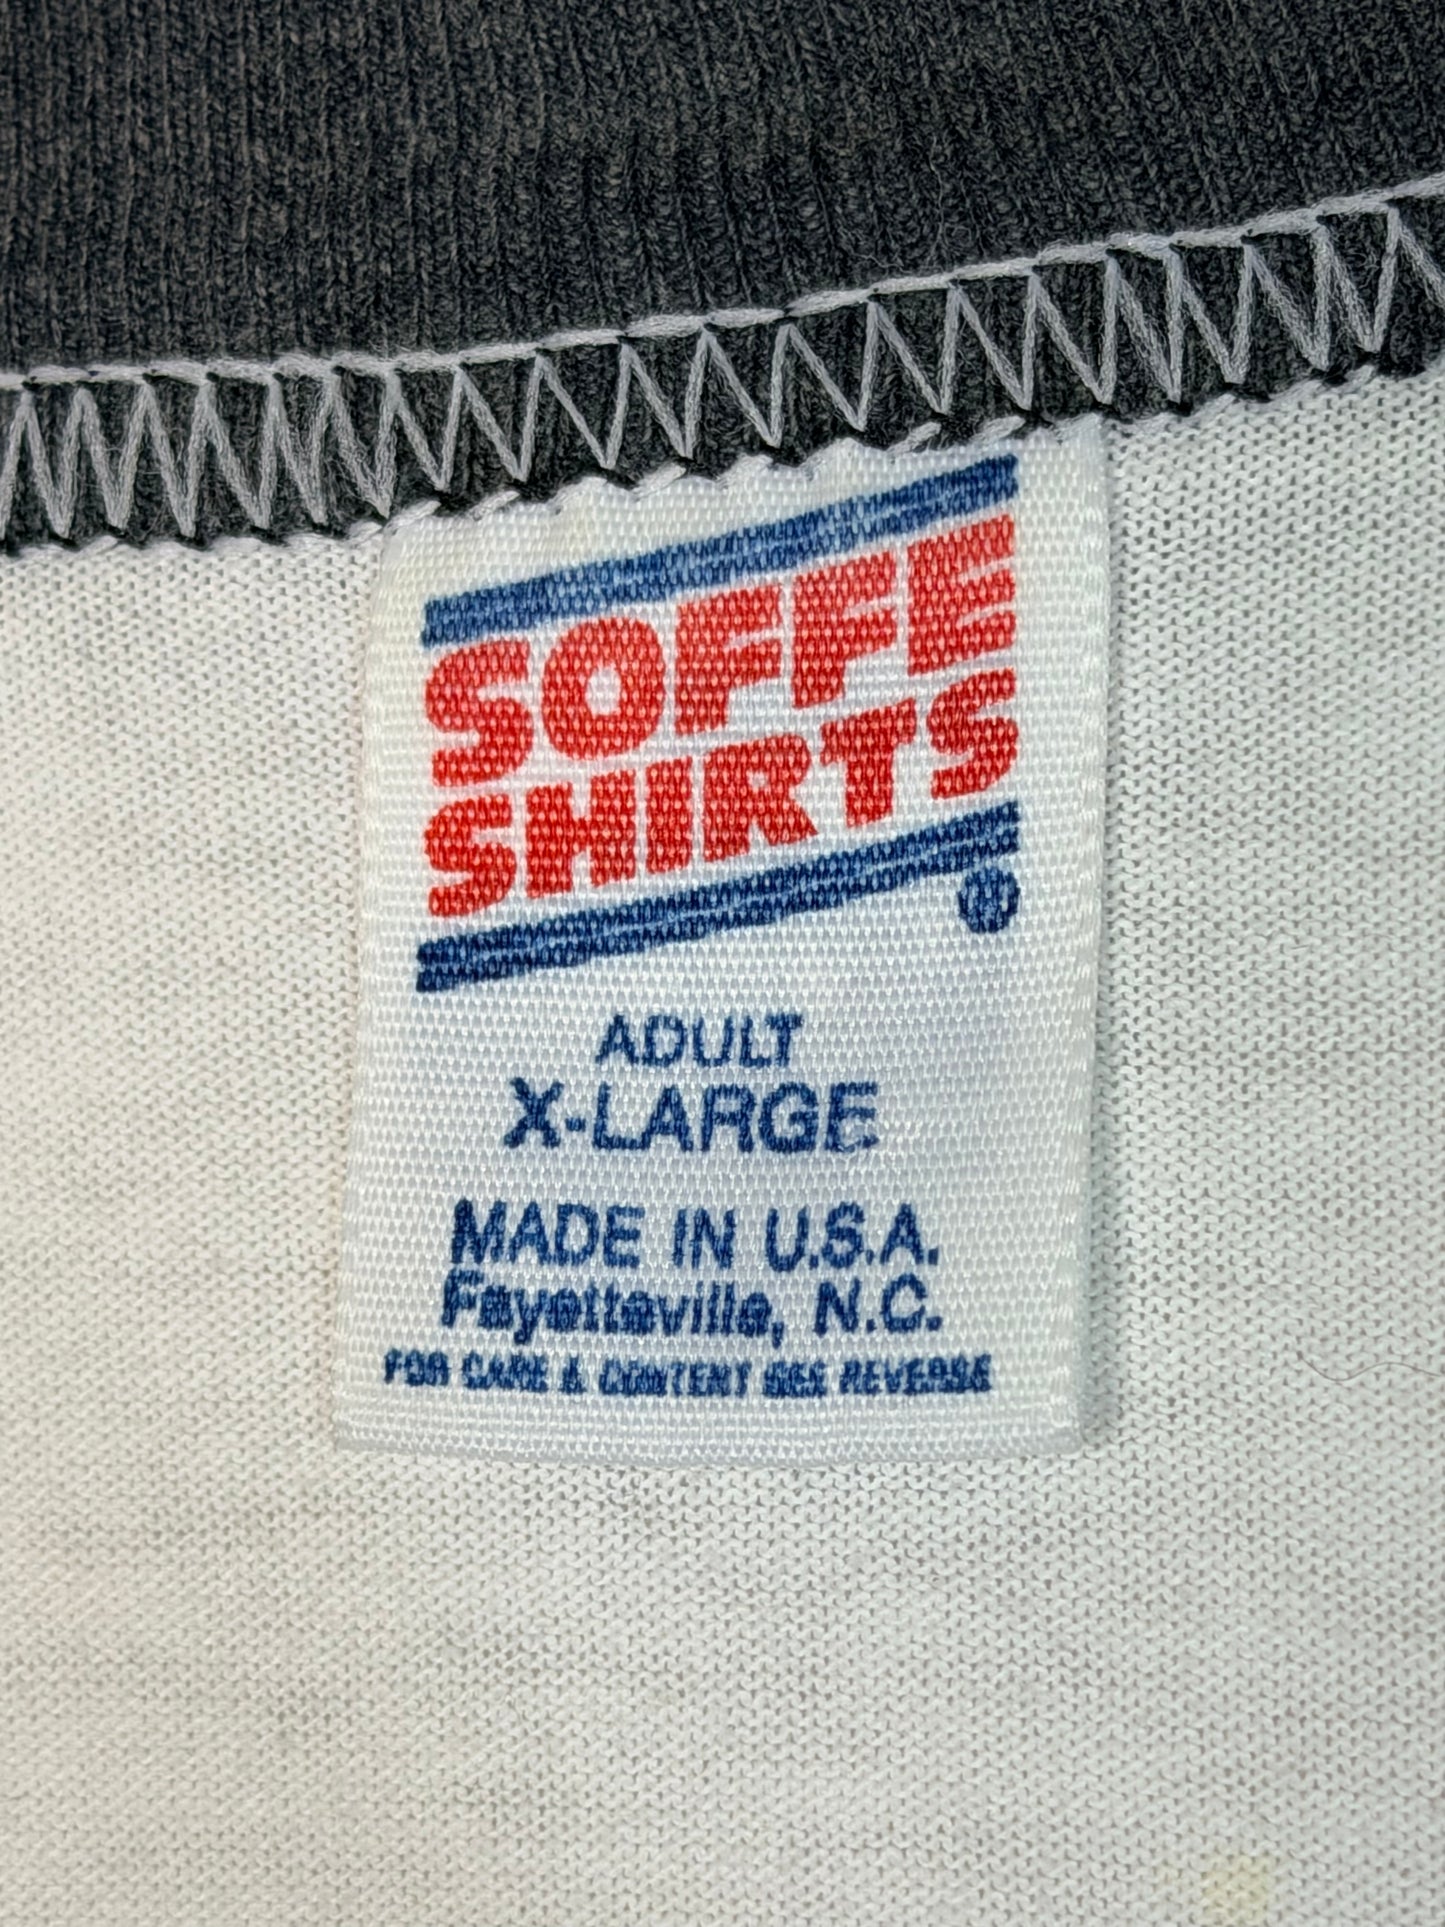 SOFFE
SHIRTS
®
ADULT
X-LARGE
MADE IN U.S.A.
Fayetteville, N.C.
FOR CARE & CONTENT SEE REVERSE